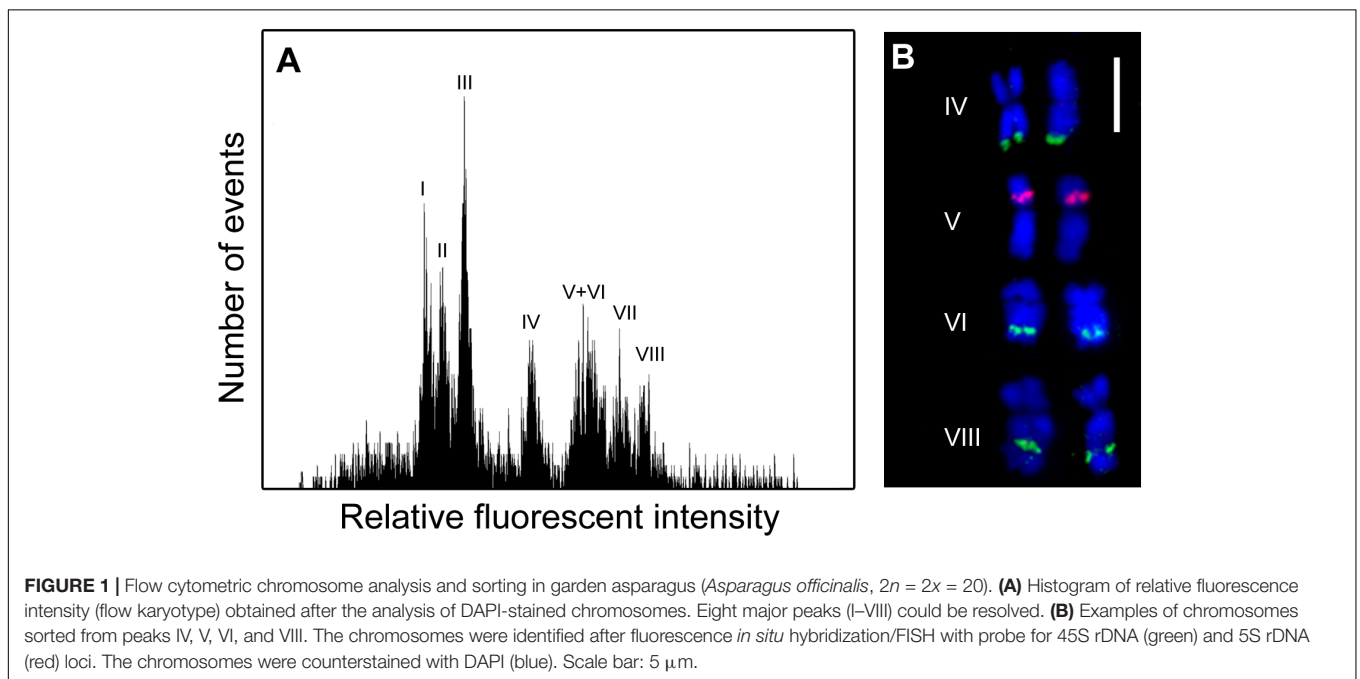 A
III
I
II
V+VI
IV
VII
VIII
Number of events
Relative fluorescent intensity
B
IV
V
VI
VIII
FIGURE 1 | Flow cytometric chromosome analysis and sorting in garden asparagus (Asparagus officinalis, 2n = 2x = 20). (A) Histogram of relative fluorescence
intensity (flow karyotype) obtained after the analysis of DAPI-stained chromosomes. Eight major peaks (I–VIII) could be resolved. (B) Examples of chromosomes
sorted from peaks IV, V, VI, and VIII. The chromosomes were identified after fluorescence in situ hybridization/FISH with probe for 45S rDNA (green) and 5S rDNA
(red) loci. The chromosomes were counterstained with DAPI (blue). Scale bar: 5 μm.